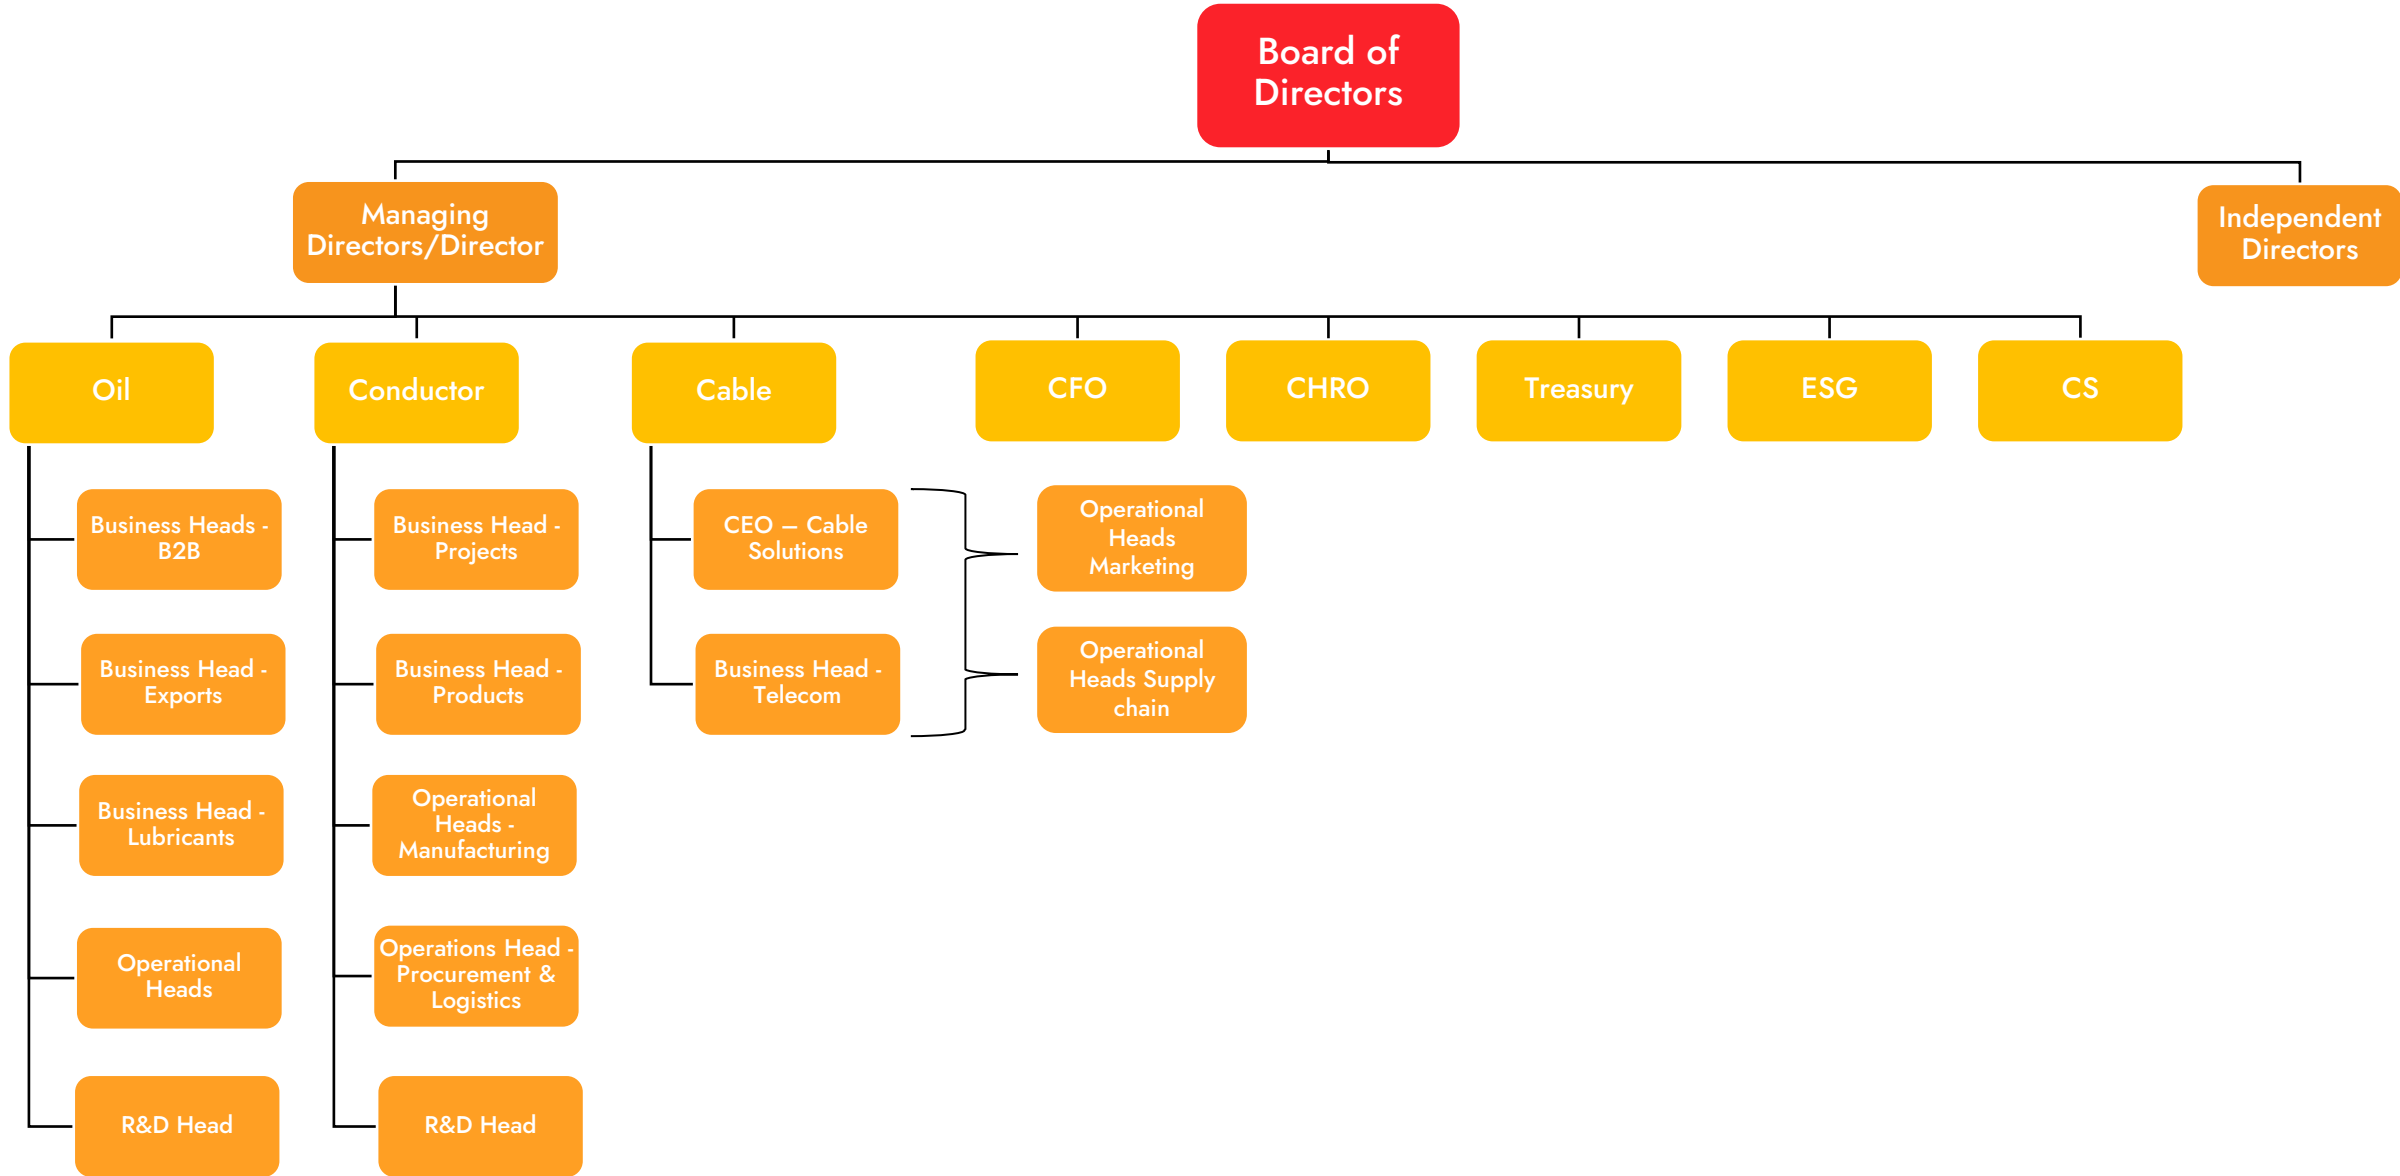 Board of
Directors
Managing
Directors/Director
Independent
Directors
Oil
Conductor
Cable
CFO
CHRO
Treasury
ESG
CS
Business Heads -
B2B
Business Head -
Projects
CEO – Cable
Solutions
Operational
Heads
Marketing
Business Head -
Exports
Business Head -
Products
Business Head -
Telecom
Operational
Heads Supply
chain
Business Head -
Lubricants
Operational
Heads -
Manufacturing
Operational
Heads
Operations Head -
Procurement &
Logistics
R&D Head
R&D Head